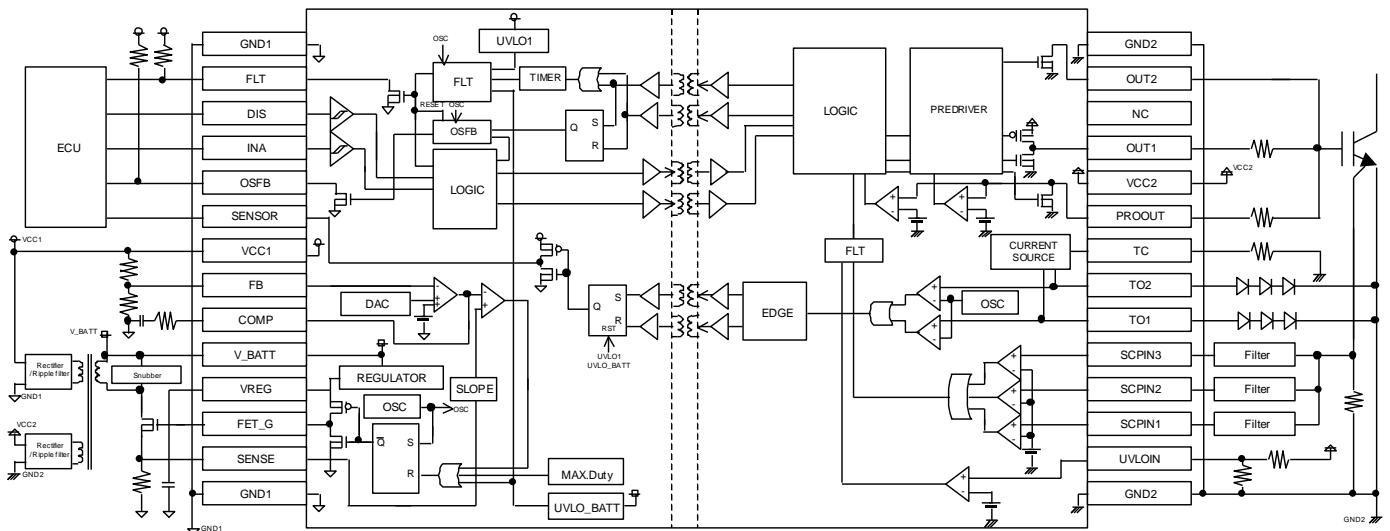 ECU
VCC1
V_BATT
Rectifier
/Ripple filter
GND1
VCC2
Rectifier
/Ripple filter
GND2
Snubber
GND1
GND1
FLT
DIS
INA
OSFB
SENSOR
VCC1
FB
COMP
V_BATT
VREG
FET_G
SENSE
GND1
OSC
UVLO1
FLT
TIMER
RESET
OSC
OSFB
LOGIC
Q
S
R
DAC
REGULATOR
SLOPE
OSC
OSC
Q
S
R
MAX.Duty
UVLO_BATT
Q
S
R
RST
UVLO1
UVLO_BATT
EDGE
LOGIC
PREDRIVER
FLT
CURRENT
SOURCE
OSC
GND2
OUT2
NC
OUT1
VCC2
PROOUT
TC
TO2
TO1
SCPIN3
SCPIN2
SCPIN1
UVLOIN
GND2
VCC2
Filter
Filter
Filter
GND2